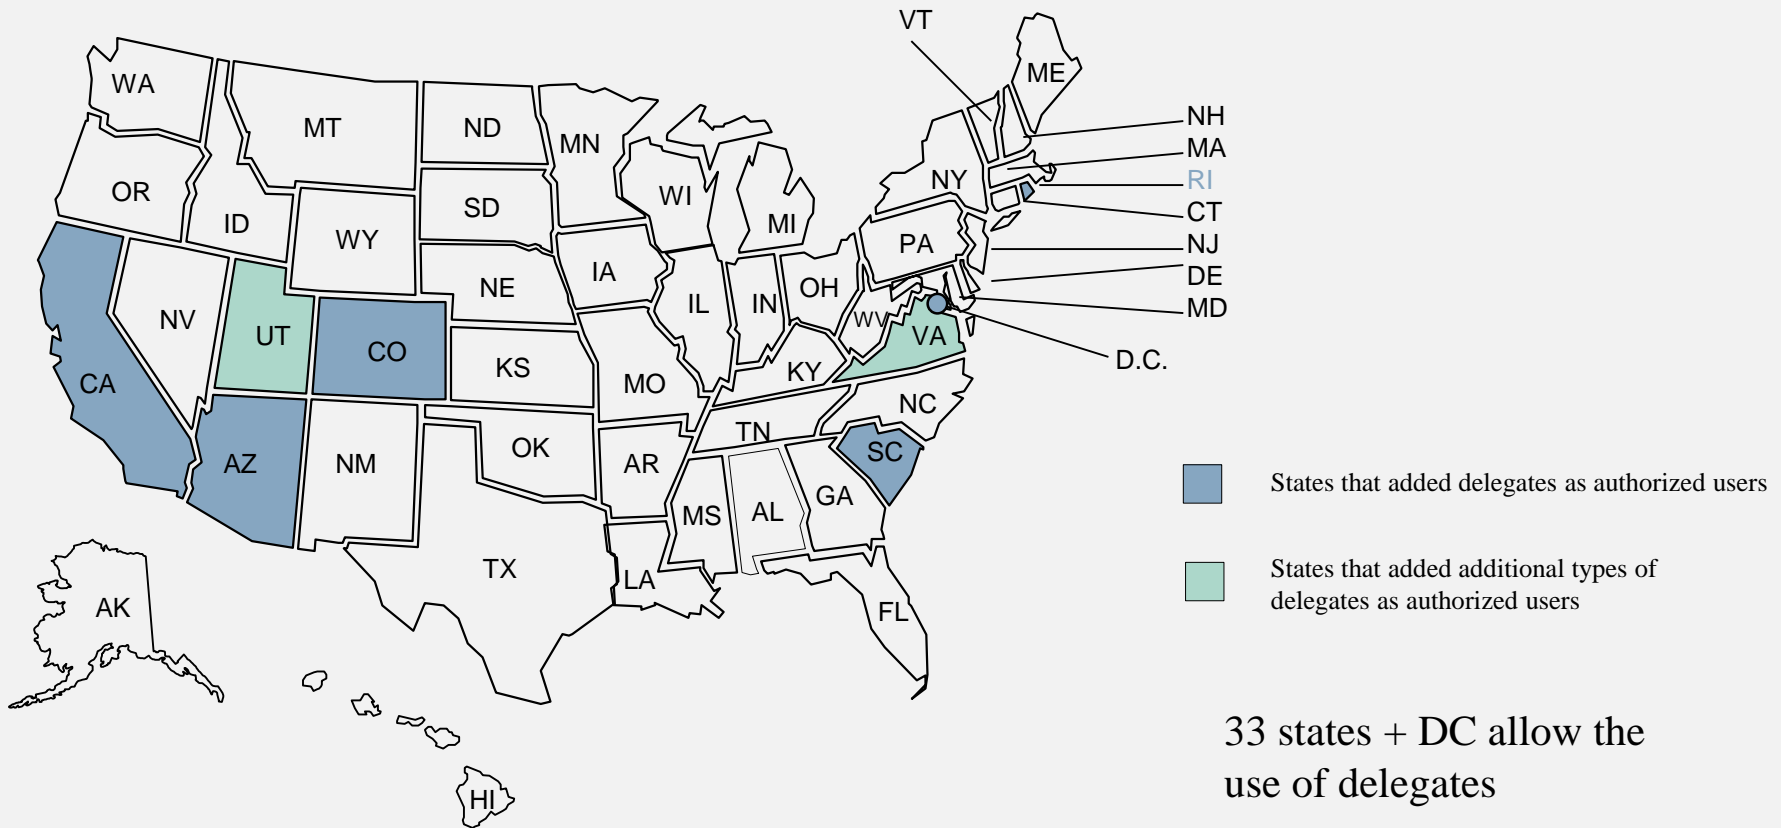 VT
WA
ME
MT
ND
NH
MN
MA
OR
WI
NY
RI
SD
MI
CT
ID
WY
PA
NJ
IA
DE
NE
OH
IL
IN
MD
NV
WV
UT
VA
CO
D.C.
KS
KY
CA
MO
NC
TN
OK
SC
AZ
NM
AR
GA
MS
AL
States that added delegates as authorized users
TX
LA
States that added additional types of
delegates as authorized users
AK
FL
33 states + DC allow the
use of delegates
HI